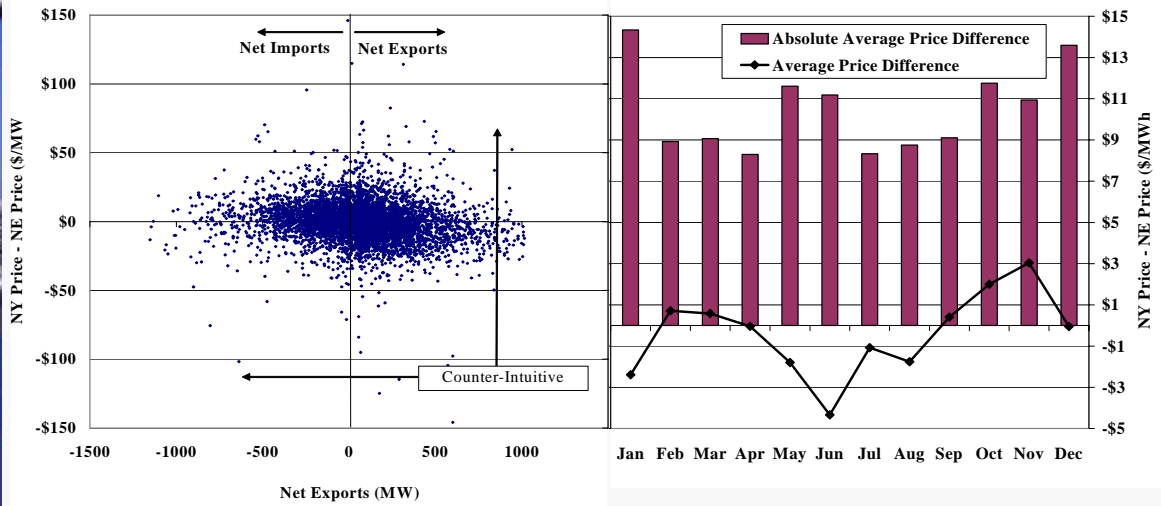 $150
$100
$50
$0
-$50
-$100
-$150
NY Price - NE Price ($/MW
Net Imports
Net Exports
Counter-Intuitive
-1500
-1000
-500
0
500
1000
Net Exports (MW)
Absolute Average Price Difference
Average Price Difference
$15
$13
$11
$9
$7
$5
$3
$1
-$1
-$3
-$5
NY Price - NE Price ($/MWh
Jan Feb Mar Apr May Jun Jul Aug Sep Oct Nov Dec